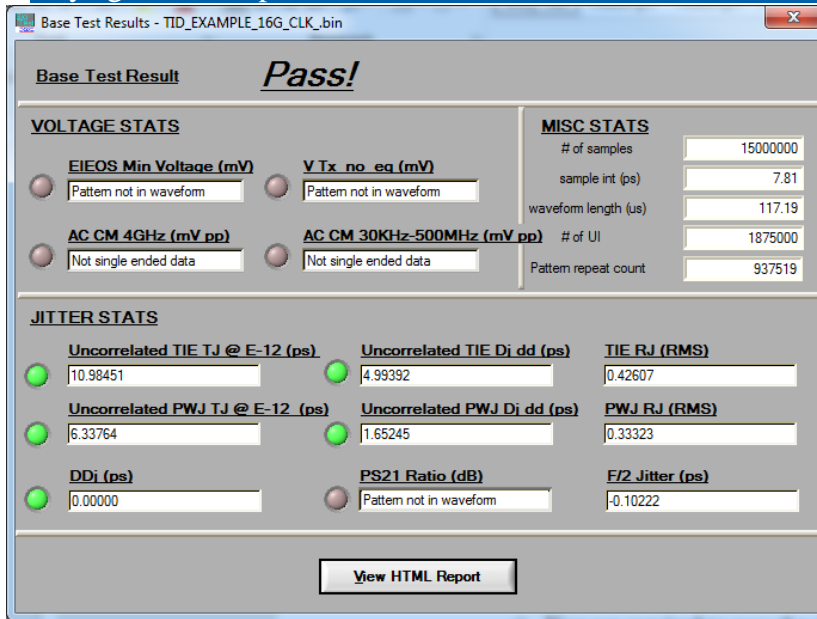 Base Test Results - TID_EXAMPLE_16G_CLK_.bin
x
Base Test Result Pass!
VOLTAGE STATS
EIEOS Min Voltage (mV) V Tx no eq (mV)
Pattern not in waveform Pattern not in waveform
AC CM 4GHz (mV pp) AC CM 30KHz-500MHz (mV pp)
Not single ended data Not single ended data
MISC STATS
# of samples 15000000
sample int (ps) 7.81
waveform length (us) 117.19
# of UI 1875000
Pattern repeat count 937519
JITTER STATS
Uncorrelated TIE TJ @ E-12 (ps) Uncorrelated TIE Dj dd (ps) TIE RJ (RMS)
10.98451 4.99392 0.42607
Uncorrelated PWJ TJ @ E-12 (ps) Uncorrelated PWJ Dj dd (ps) PWJ RJ (RMS)
6.33764 1.65245 0.33323
DDj (ps) PS21 Ratio (dB) F/2 Jitter (ps)
0.00000 Pattern not in waveform -0.10222
View HTML Report